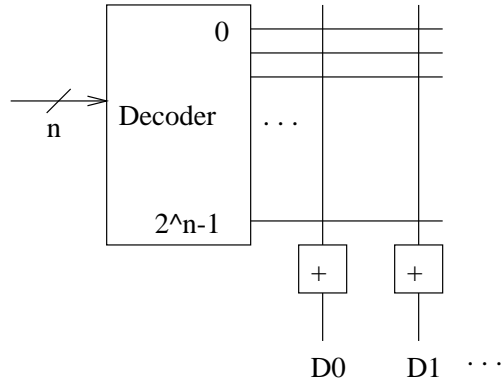 0
Decoder
. . .
n
2^n-1
+ +
D0 D1 . . .